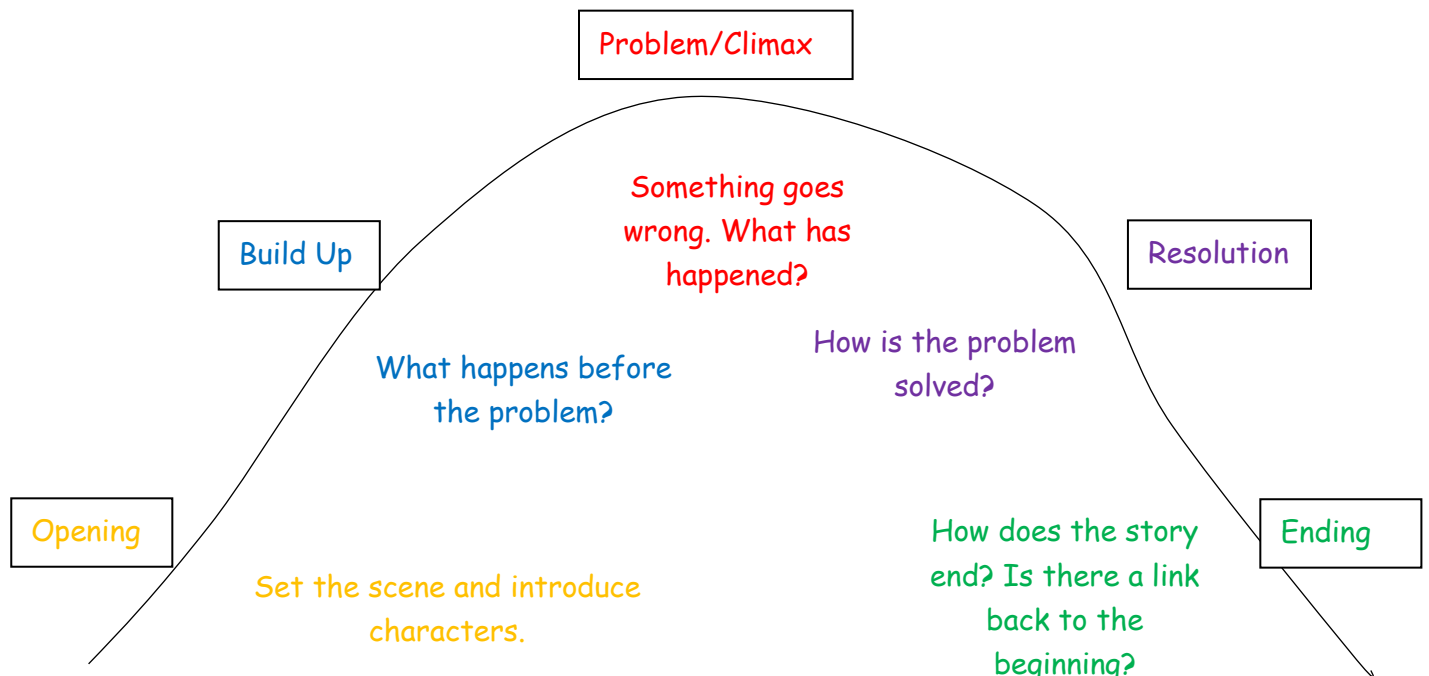 Problem/Climax
Something goes
wrong. What has
happened?
Build Up
Resolution
How is the problem
solved?
What happens before
the problem?
Opening
Ending
How does the story
end? Is there a link
back to the
beginning?
Set the scene and introduce
characters.